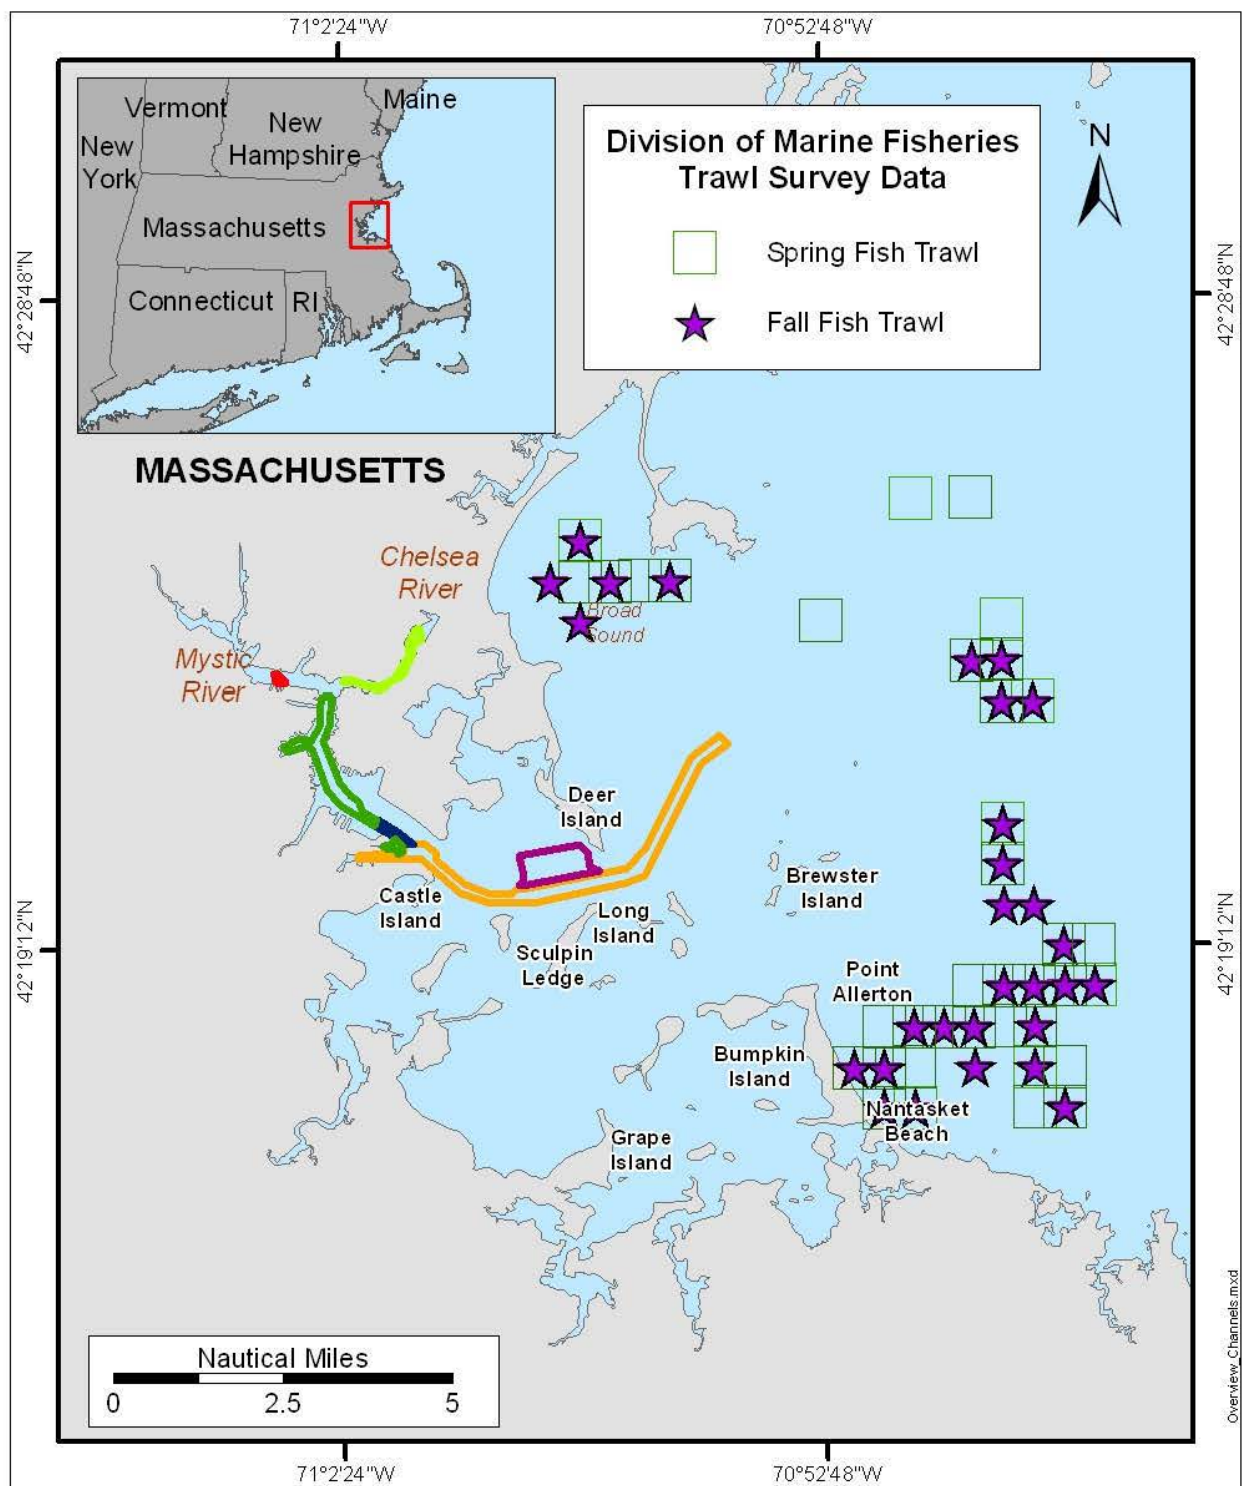 71°2'24"W
70°52'48"W
Vermont
Maine
New
Hampshire
New
York
Massachusetts
Connecticut
RI
Division of Marine Fisheries
Trawl Survey Data
Spring Fish Trawl
Fall Fish Trawl
N
42°28'48"N
42°28'48"N
MASSACHUSETTS
Chelsea
River
Mystic
River
Broad
Sound
Deer
Island
Castle
Island
Long
Island
Sculpin
Ledge
Brewster
Island
Point
Allerton
42°19'12"N
42°19'12"N
Bumpkin
Island
Nantasket
Beach
Grape
Island
Nautical Miles
0
2.5
5
Overview_Channels.mxd
71°2'24"W
70°52'48"W